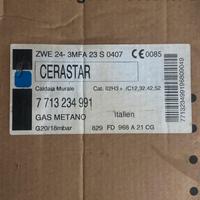 ZWE 24- 3MFA 23 S 0407 CE 0085
CERASTAR
Caldaia Murale Cat. II2H3+ /C12,32,42,52
7 713 234 991
GAS METANO Italien
G20/18mbar 829 FD 968 A 21 CG